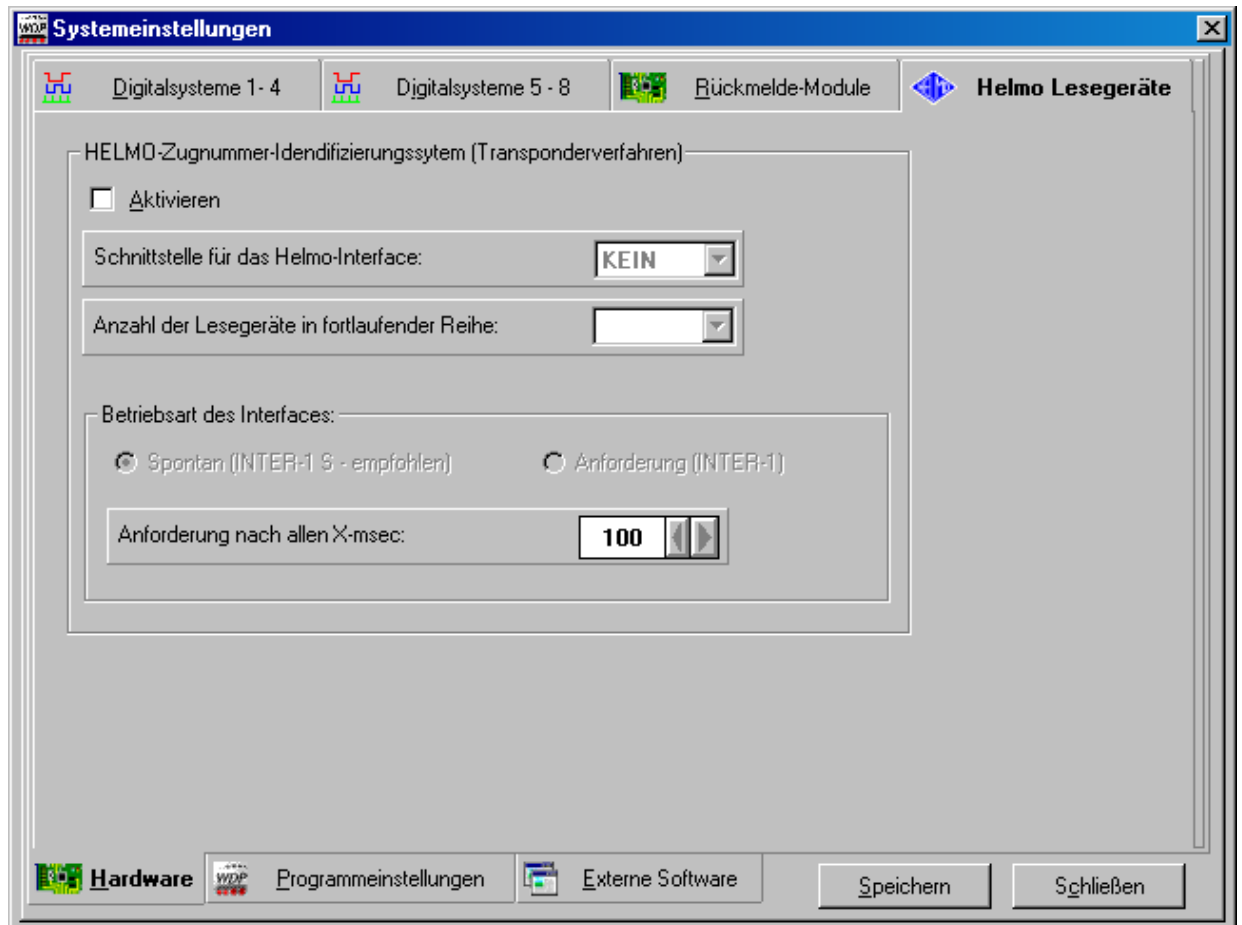 Systemeinstellungen
Digitalsysteme 1- 4
Digitalsysteme 5 - 8
Rückmelde-Module
Helmo Lesegeräte
HELMO-Zugnummer-Idendifizierungssytem (Transponderverfahren)
Aktivieren
Schnittstelle für das Helmo-Interface: KEIN
Anzahl der Lesegeräte in fortlaufender Reihe:
Betriebsart des Interfaces:
Spontan (INTER-1 S - empfohlen) Anforderung (INTER-1)
Anforderung nach allen X-msec: 100
Hardware
WDP
Programmeinstellungen
Externe Software
Speichern
Schließen